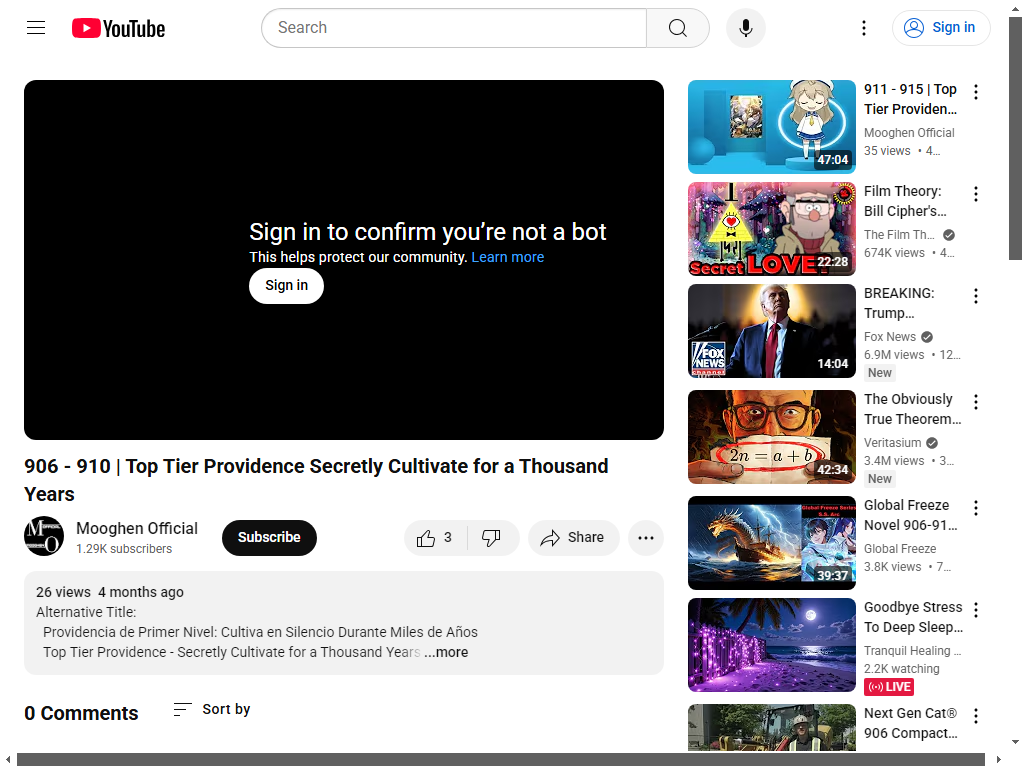 YouTube
Search
Sign in
Sign in to confirm you’re not a bot
This helps protect our community. Learn more
Sign in
906 - 910 | Top Tier Providence Secretly Cultivate for a Thousand
Years
Mooghen Official
1.29K subscribers
Subscribe
3
Share
26 views 4 months ago
Alternative Title:
Providencia de Primer Nivel: Cultiva en Silencio Durante Miles de Años
Top Tier Providence - Secretly Cultivate for a Thousand Years ...more
0 Comments
Sort by
47:04
911 - 915 | Top
Tier Providen...
Mooghen Official
35 views • 4...
Secret LOVE?
22:28
Film Theory:
Bill Cipher's...
The Film Th...
674K views • 4...
FOX
NEWS
channel
14:04
BREAKING:
Trump...
Fox News
6.9M views • 12...
New
2n = a + b
42:34
The Obviously
True Theorem...
Veritasium
3.4M views • 3...
New
Global Freeze Series
S.S. Arc
39:37
Global Freeze
Novel 906-91...
Global Freeze
3.8K views • 7...
Goodbye Stress
To Deep Sleep...
Tranquil Healing ...
2.2K watching
LIVE
Next Gen Cat®
906 Compact...